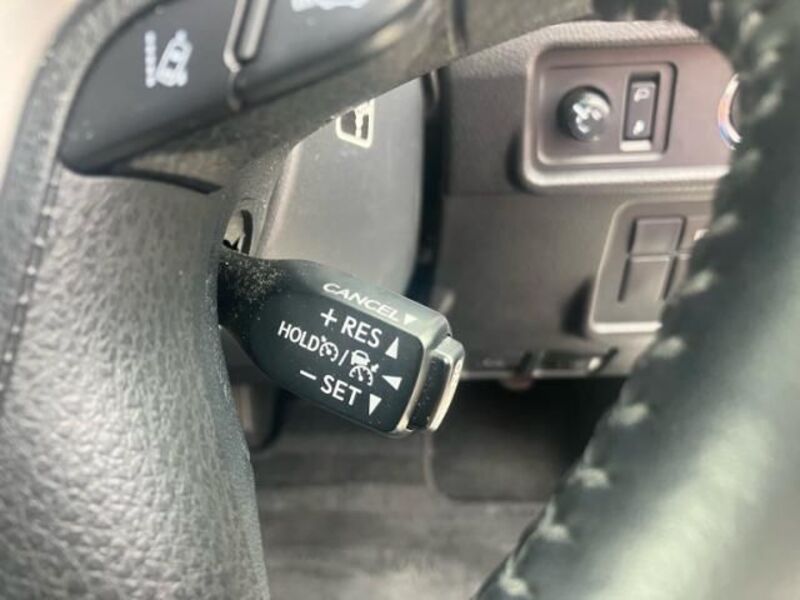 CANCEL
+ RES
HOLD /
− SET